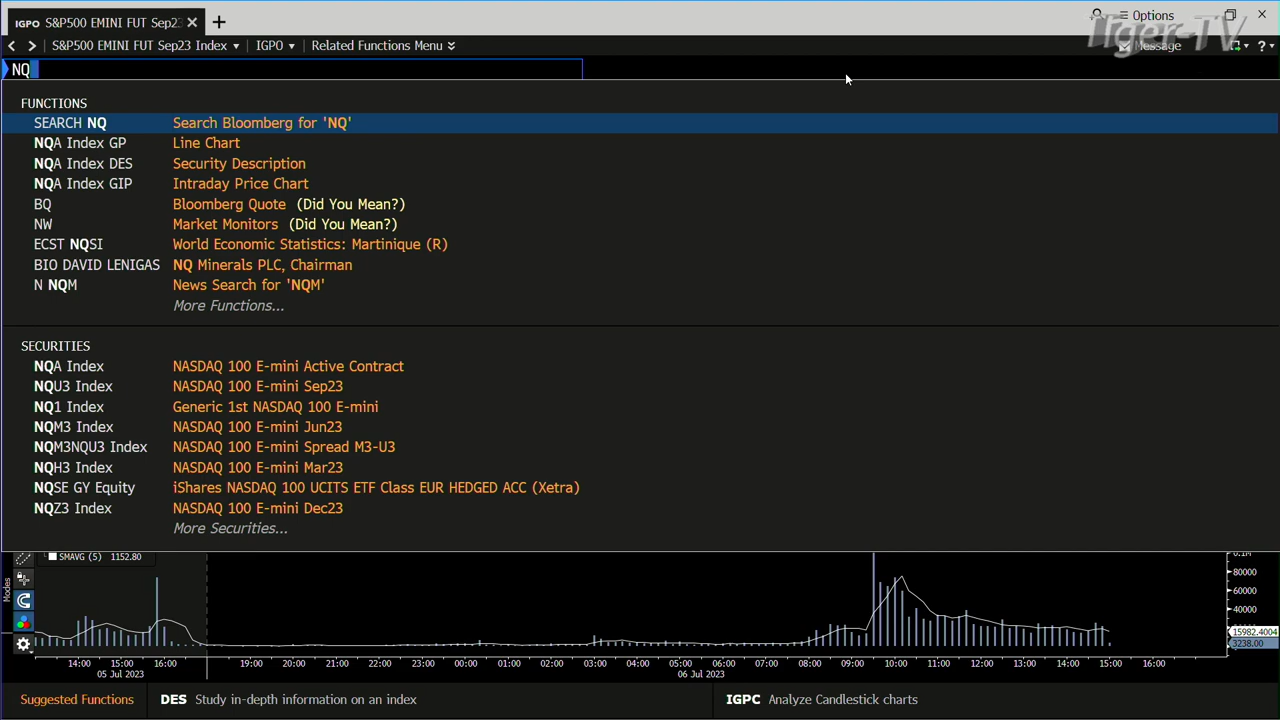 IGPO S&P500 EMINI FUT Sep23
Options
Tiger-TV
S&P500 EMINI FUT Sep23 Index IGPO Related Functions Menu
Message
?
NQ
FUNCTIONS
SEARCH NQ Search Bloomberg for 'NQ'
NQA Index GP Line Chart
NQA Index DES Security Description
NQA Index GIP Intraday Price Chart
BQ Bloomberg Quote (Did You Mean?)
NW Market Monitors (Did You Mean?)
ECST NQSI World Economic Statistics: Martinique (R)
BIO DAVID LENIGAS NQ Minerals PLC, Chairman
N NQM News Search for 'NQM'
More Functions...
SECURITIES
NQA Index NASDAQ 100 E-mini Active Contract
NQU3 Index NASDAQ 100 E-mini Sep23
NQ1 Index Generic 1st NASDAQ 100 E-mini
NQM3 Index NASDAQ 100 E-mini Jun23
NQM3NQU3 Index NASDAQ 100 E-mini Spread M3-U3
NQH3 Index NASDAQ 100 E-mini Mar23
NQSE GY Equity iShares NASDAQ 100 UCITS ETF Class EUR HEDGED ACC (Xetra)
NQZ3 Index NASDAQ 100 E-mini Dec23
More Securities...
SMAVG (5) 1152.80
0.1M
80000
60000
40000
15982.4004
3238.00
Modes
14:00 15:00 16:00 19:00 20:00 21:00 22:00 23:00 00:00 01:00 02:00 03:00 04:00 05:00 06:00 07:00 08:00 09:00 10:00 11:00 12:00 13:00 14:00 15:00 16:00
05 Jul 2023 06 Jul 2023
Suggested Functions DES Study in-depth information on an index IGPC Analyze Candlestick charts